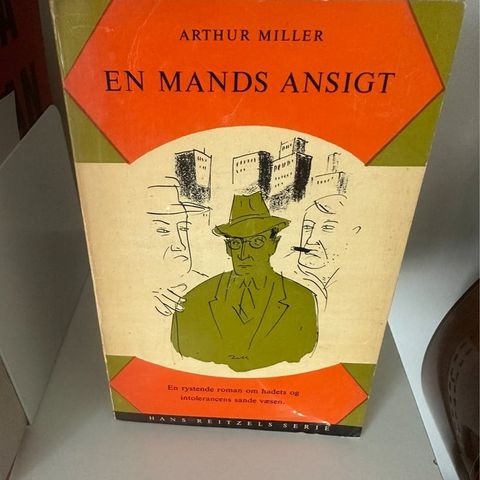 ARTHUR MILLER
EN MANDS ANSIGT
En rystende roman om hadets og
intolerancens sande væsen.
HANS REITZELS SERIE